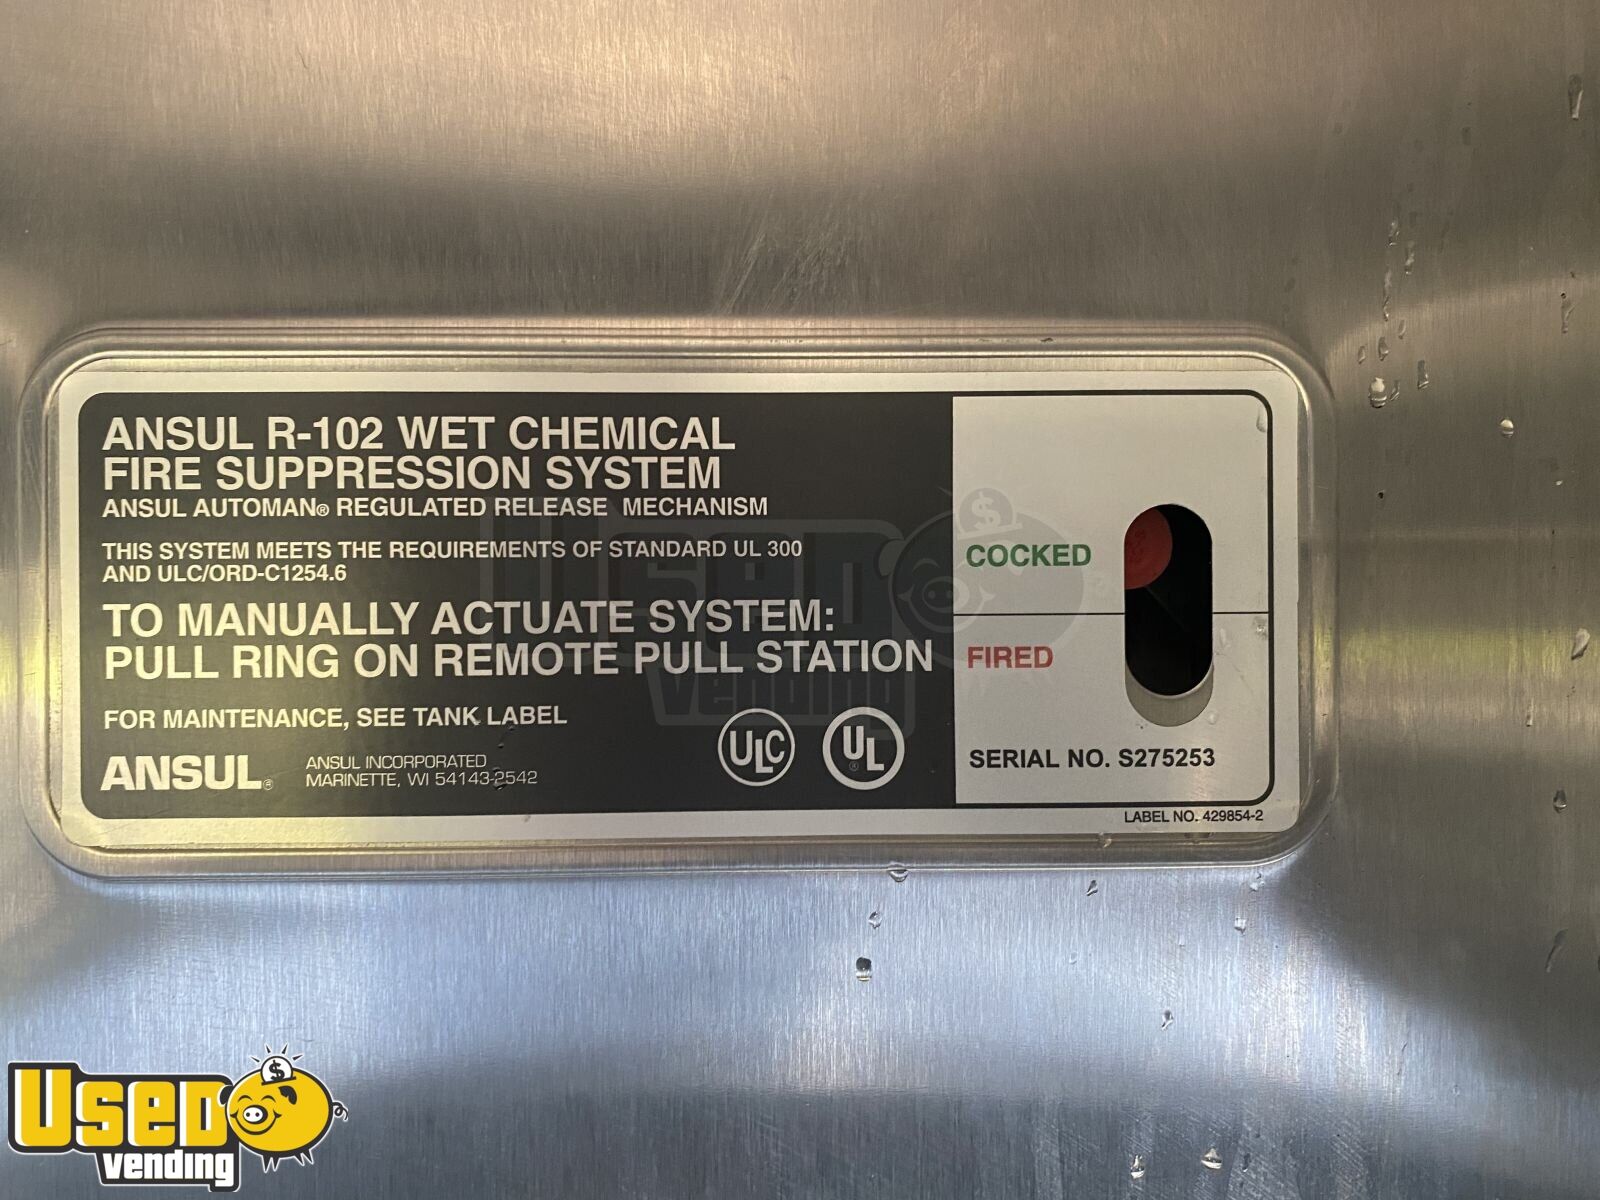 ANSUL R-102 WET CHEMICAL
FIRE SUPPRESSION SYSTEM
ANSUL AUTOMAN® REGULATED RELEASE MECHANISM
THIS SYSTEM MEETS THE REQUIREMENTS OF STANDARD UL 300
AND ULC/ORD-C1254.6
TO MANUALLY ACTUATE SYSTEM:
PULL RING ON REMOTE PULL STATION
FOR MAINTENANCE, SEE TANK LABEL
ANSUL®
ANSUL INCORPORATED
MARINETTE, WI 54143-2542
ULC
UL®
COCKED
FIRED
SERIAL NO. S275253
LABEL NO. 429854-2
USED
vending
$
USED
vending
$